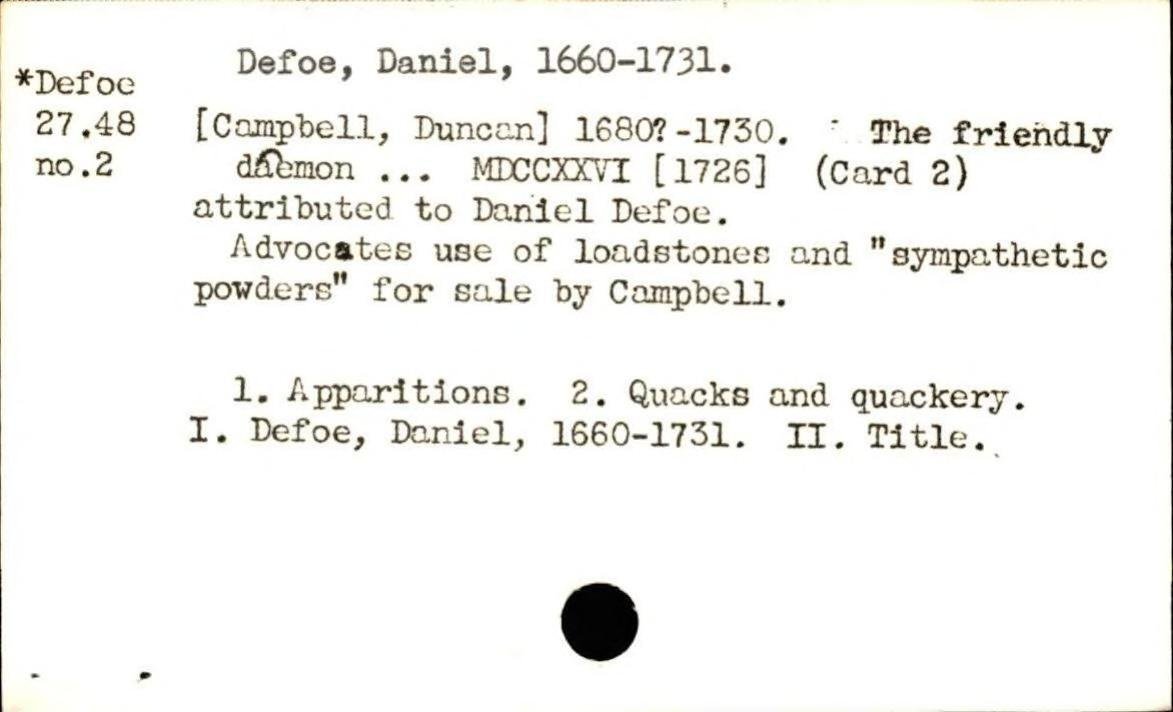 Defoe, Daniel, 1660-1731.
*Defoe
27.48 [Campbell, Duncan] 1680?-1730. The friendly
no.2 daemon ... MDCCXXVI [1726] (Card 2)
attributed to Daniel Defoe.
Advocates use of loadstones and "sympathetic
powders" for sale by Campbell.
1. Apparitions. 2. Quacks and quackery.
I. Defoe, Daniel, 1660-1731. II. Title.